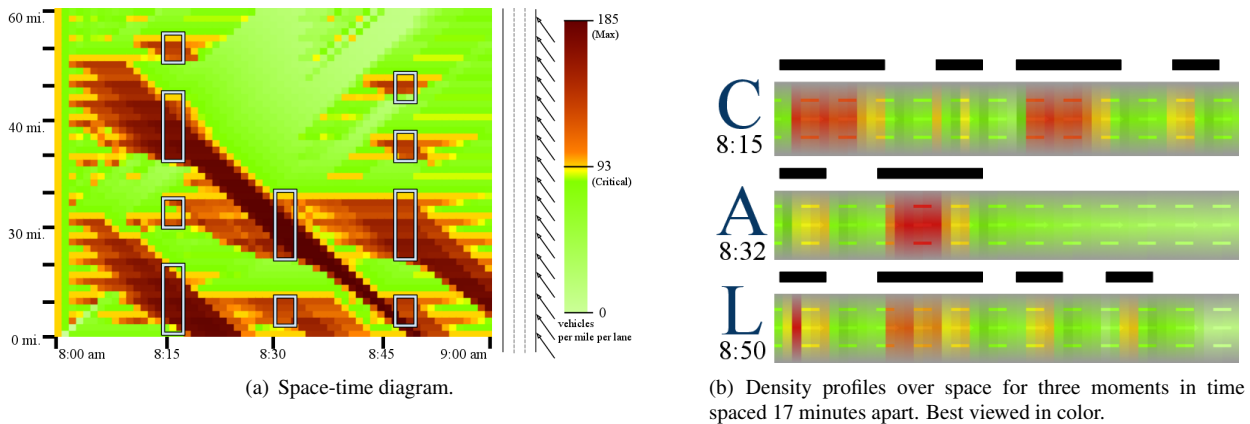 60 mi.
40 mi.
30 mi.
0 mi.
8:00 am
8:15
8:30
8:45
9:00 am
185
(Max)
93
(Critical)
0
vehicles
per mile per lane
(a) Space-time diagram.
C
8:15
A
8:32
L
8:50
(b) Density profiles over space for three moments in time
spaced 17 minutes apart. Best viewed in color.